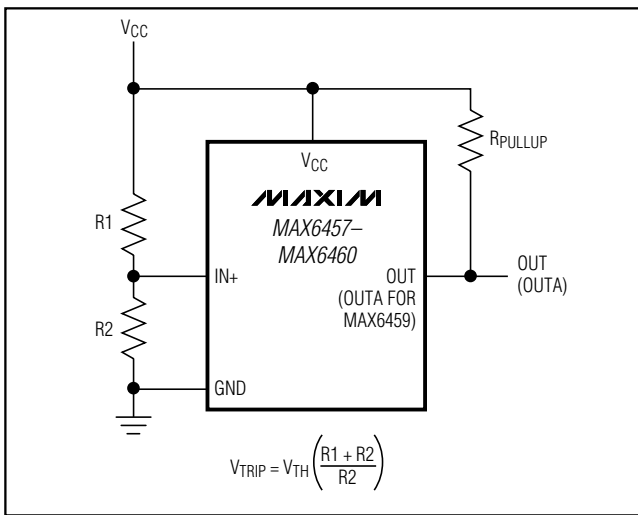 VCC
RPULLUP
VCC
MAXIM
R1
MAX6457–
MAX6460
IN+
OUT
OUT
(OUTA)
(OUTA FOR
MAX6459)
R2
GND
VTRIP = VTH (R1 + R2 / R2)